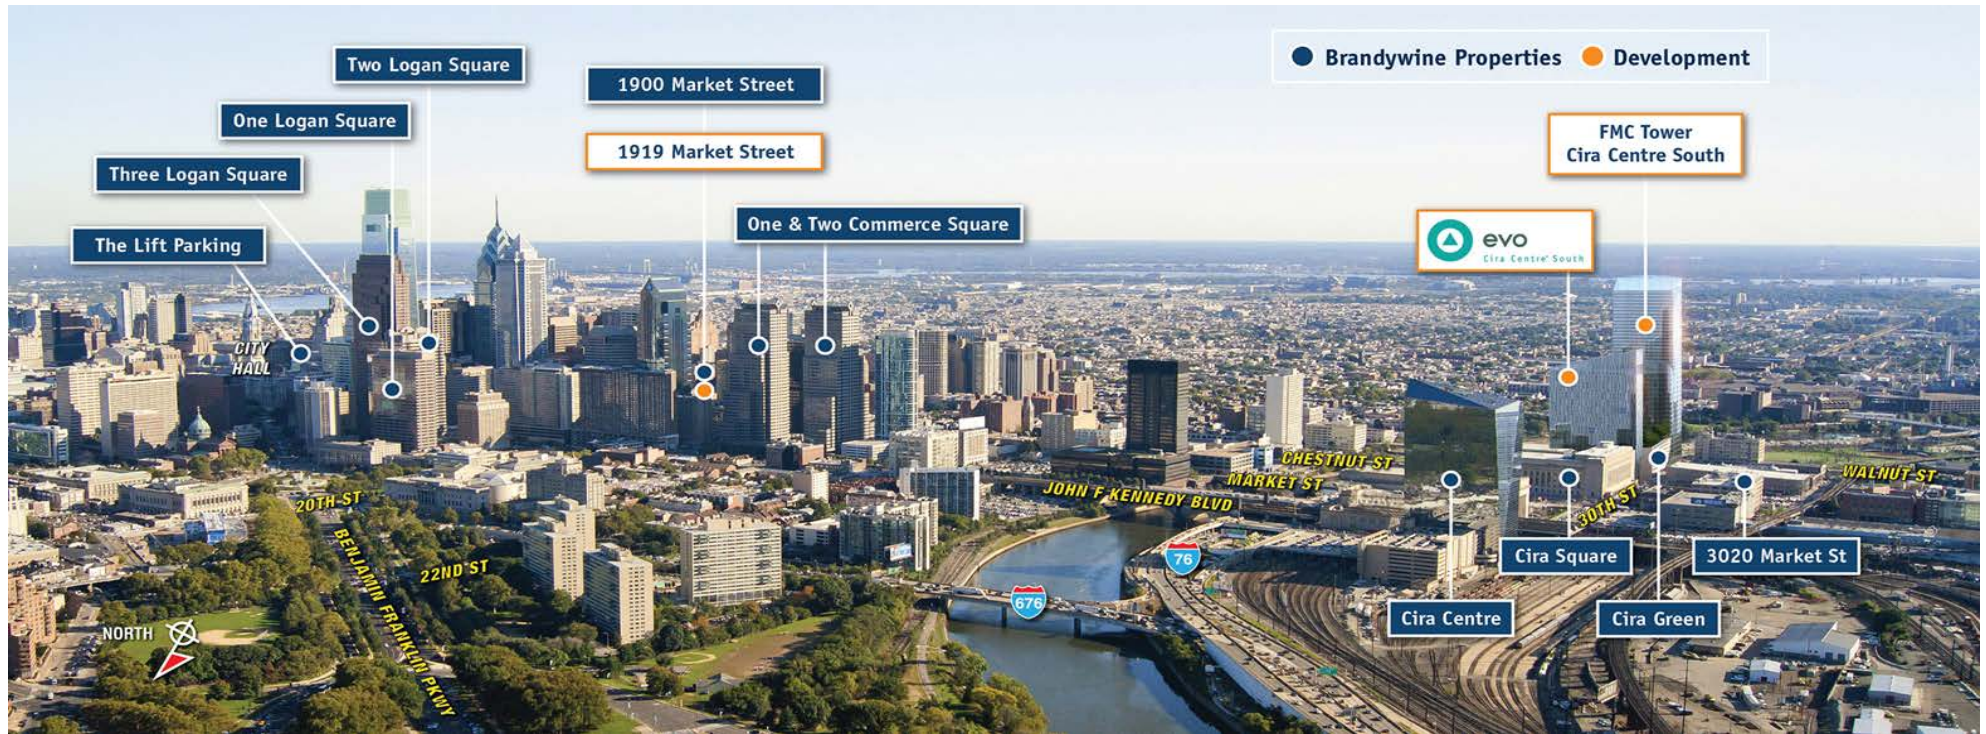 Two Logan Square
One Logan Square
Three Logan Square
The Lift Parking
1900 Market Street
1919 Market Street
One & Two Commerce Square
Brandywine Properties
Development
FMC Tower
Cira Centre South
evo
Cira Centre® South
CITY
HALL
20TH ST
BENJAMIN FRANKLIN PKWY
22ND ST
JOHN F KENNEDY BLVD
MARKET ST
CHESTNUT ST
30TH ST
WALNUT ST
76
676
Cira Square
3020 Market St
Cira Centre
Cira Green
NORTH